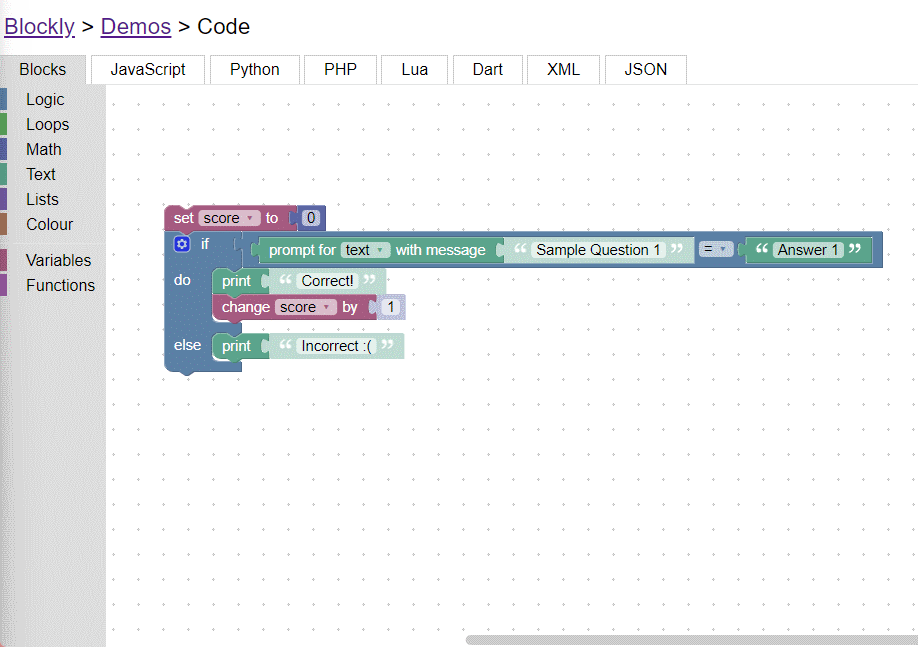 Blockly > Demos > Code
Blocks JavaScript Python PHP Lua Dart XML JSON
Logic
Loops
Math
Text
Lists
Colour
Variables
Functions
set score to 0
if prompt for text with message “ Sample Question 1 ” = “ Answer 1 ”
do print “ Correct! ”
change score by 1
else print “ Incorrect :( ”